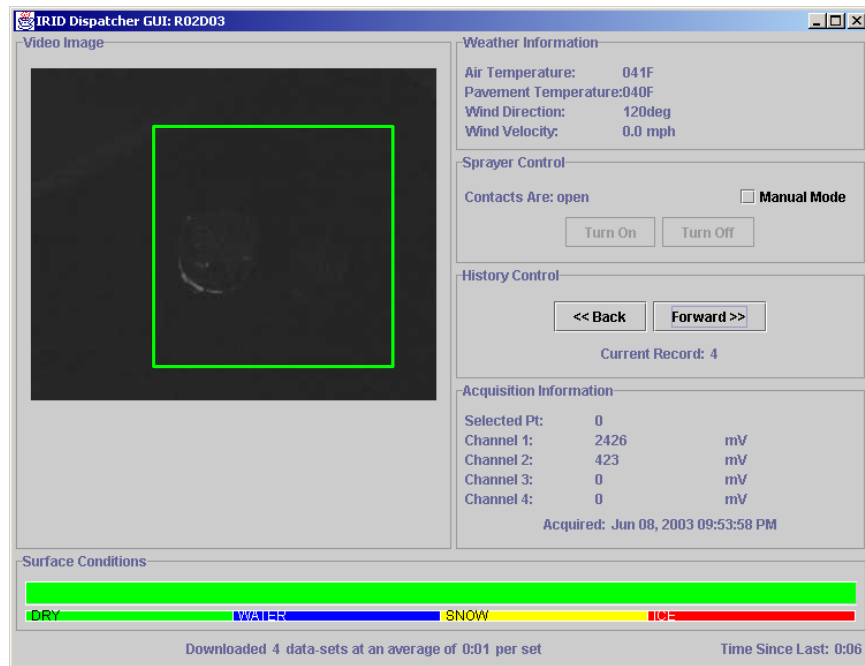 IRID Dispatcher GUI: R02D03
Video Image
Weather Information
Air Temperature: 041F
Pavement Temperature:040F
Wind Direction: 120deg
Wind Velocity: 0.0 mph
Sprayer Control
Contacts Are: open
Manual Mode
Turn On Turn Off
History Control
<< Back Forward >>
Current Record: 4
Acquisition Information
Selected Pt: 0
Channel 1: 2426 mV
Channel 2: 423 mV
Channel 3: 0 mV
Channel 4: 0 mV
Acquired: Jun 08, 2003 09:53:58 PM
Surface Conditions
DRY WATER SNOW ICE
Downloaded 4 data-sets at an average of 0:01 per set Time Since Last: 0:06